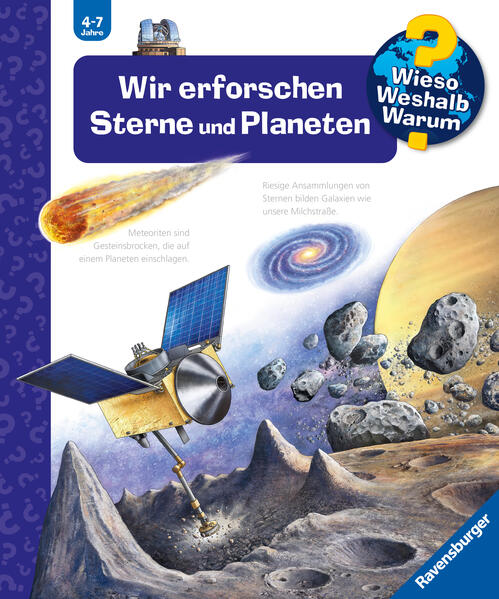 4-7
Jahre
Wir erforschen
Sterne und Planeten
?
Wieso
Weshalb
Warum
Riesige Ansammlungen von
Sternen bilden Galaxien wie
unsere Milchstraße.
Meteoriten sind
Gesteinsbrocken, die auf
einem Planeten einschlagen.
Ravensburger